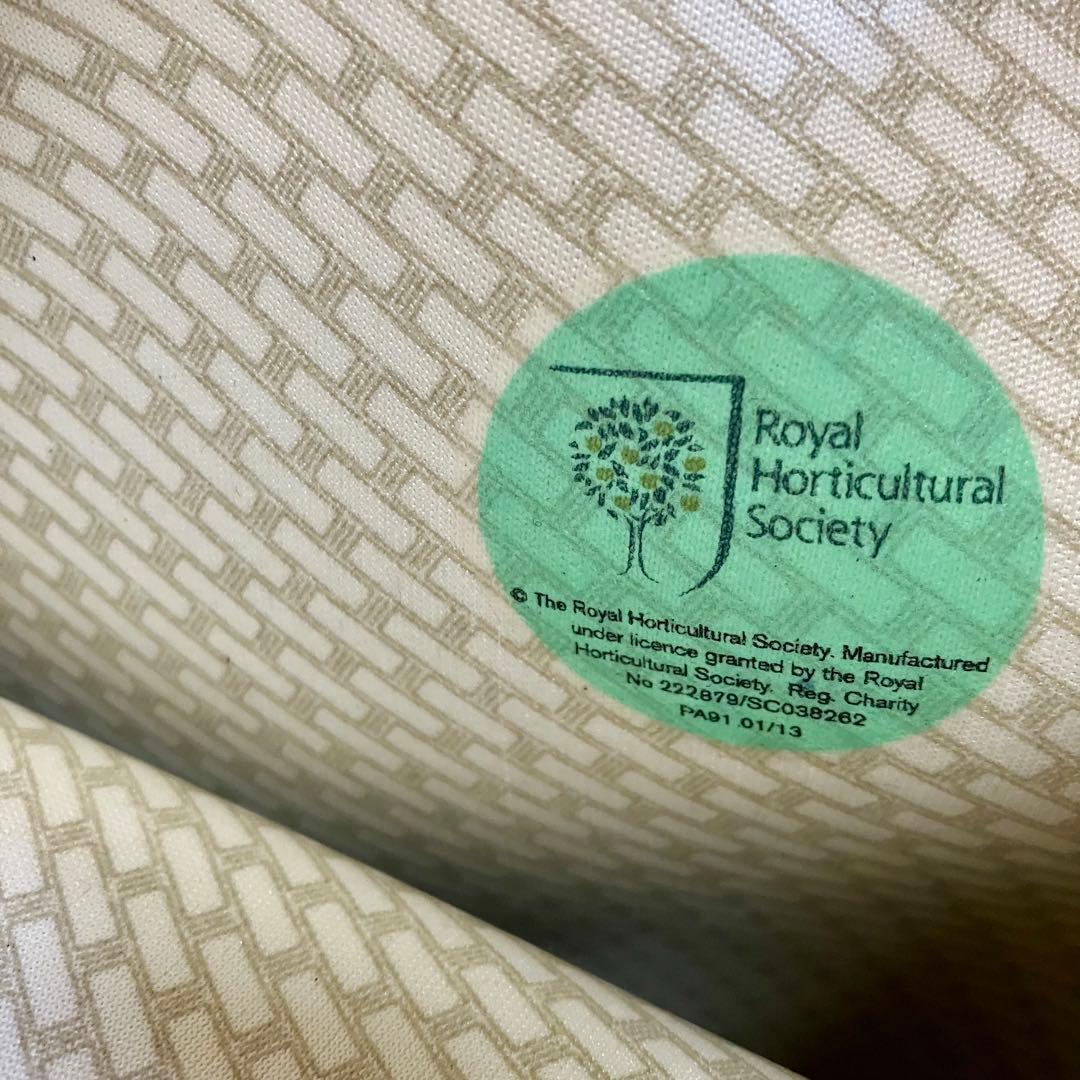 Royal
Horticultural
Society
© The Royal Horticultural Society. Manufactured
under licence granted by the Royal
Horticultural Society. Reg. Charity
No 222879/SC038262
PA91 01/13